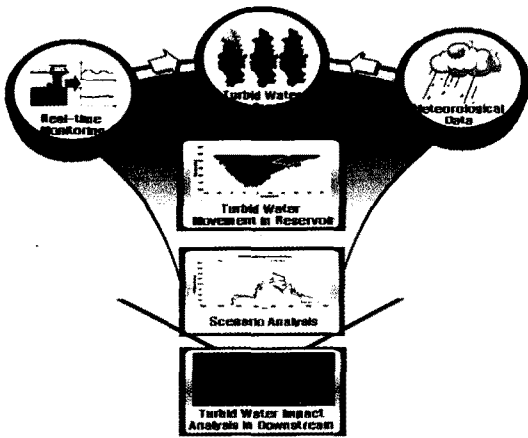 Real-time
Monitoring
Turbid Water
Meteorological
Data
Turbid Water
Movement in Reservoir
Scenario Analysis
Turbid Water Impact
Analysis in Downstream